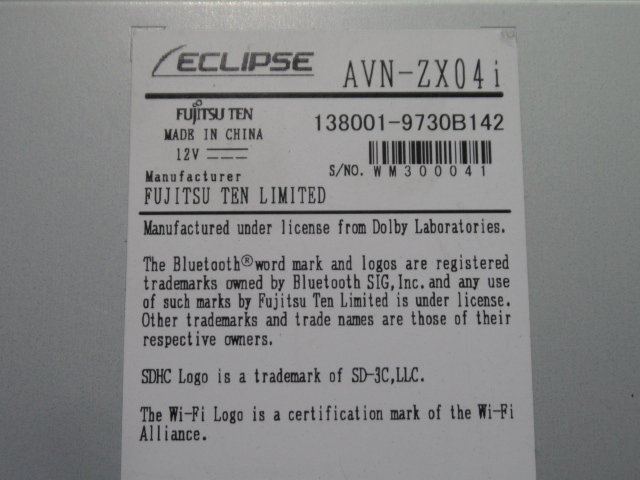 ECLIPSE AVN-ZX04i
FUJITSU TEN
MADE IN CHINA
12V
138001-9730B142
S/NO. WM300041
Manufacturer
FUJITSU TEN LIMITED
Manufactured under license from Dolby Laboratories.
The Bluetooth® word mark and logos are registered
trademarks owned by Bluetooth SIG, Inc. and any use
of such marks by Fujitsu Ten Limited is under license.
Other trademarks and trade names are those of their
respective owners.
SDHC Logo is a trademark of SD-3C,LLC.
The Wi-Fi Logo is a certification mark of the Wi-Fi
Alliance.